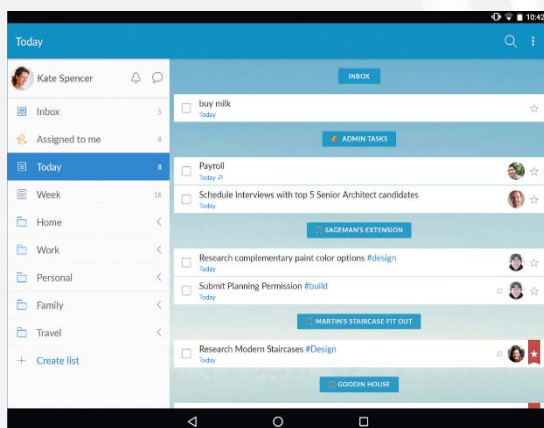 10:42
Today
Kate Spencer
Inbox 5
Assigned to me 8
Today 8
Week 16
Home
Work
Personal
Family
Travel
Create list
INBOX
buy milk
Today
ADMIN TASKS
Payroll
Today
Schedule Interviews with top 5 Senior Architect candidates
Today
SAGEMAN'S EXTENSION
Research complementary paint color options #design
Today
Submit Planning Permission #build
Today
MARTIN'S STAIRCASE FIT OUT
Research Modern Staircases #Design
Today
GOODIN HOUSE